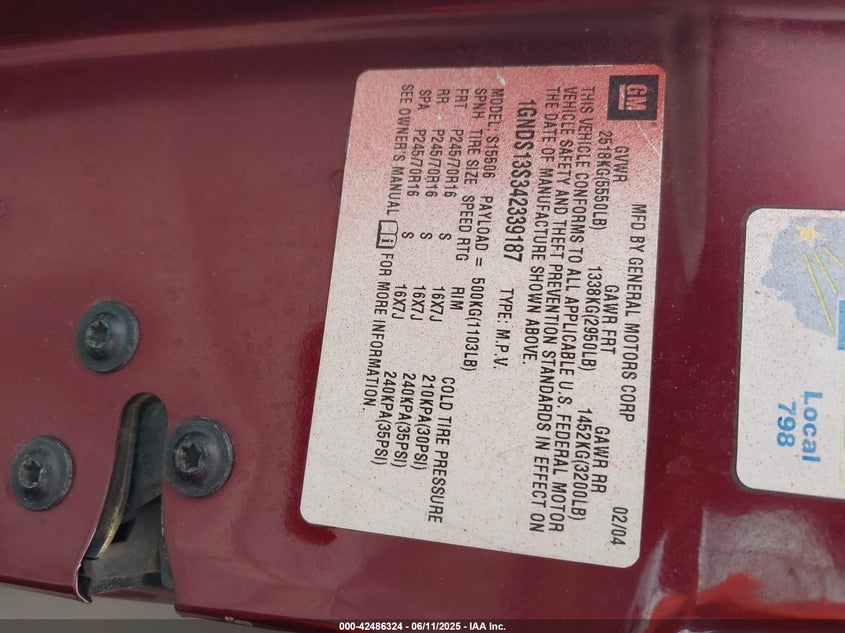 GM
MFD BY GENERAL MOTORS CORP 02/04
GVWR GAWR FRT GAWR RR
2518KG(5550LB) 1338KG(2950LB) 1452KG(3200LB)
THIS VEHICLE CONFORMS TO ALL APPLICABLE U.S. FEDERAL MOTOR
VEHICLE SAFETY AND THEFT PREVENTION STANDARDS IN EFFECT ON
THE DATE OF MANUFACTURE SHOWN ABOVE.
1GNDS13S342339187 TYPE: M.P.V.
MODEL: S15506 PAYLOAD = 500KG(1103LB)
SPNH TIRE SIZE SPEED RTG RIM COLD TIRE PRESSURE
FRT P245/70R16 S 16X7J 210KPA(30PSI)
RR P245/70R16 S 16X7J 240KPA(35PSI)
SPA P245/70R16 S 16X7J 240KPA(35PSI)
SEE OWNER'S MANUAL i FOR MORE INFORMATION.
Local
798
000-42486324 - 06/11/2025 - IAA Inc.